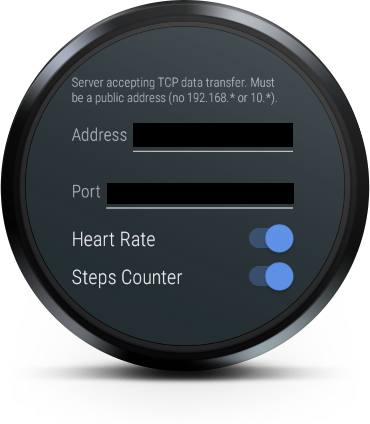 Server accepting TCP data transfer. Must
be a public address (no 192.168.* or 10.*).
Address
Port
Heart Rate
Steps Counter